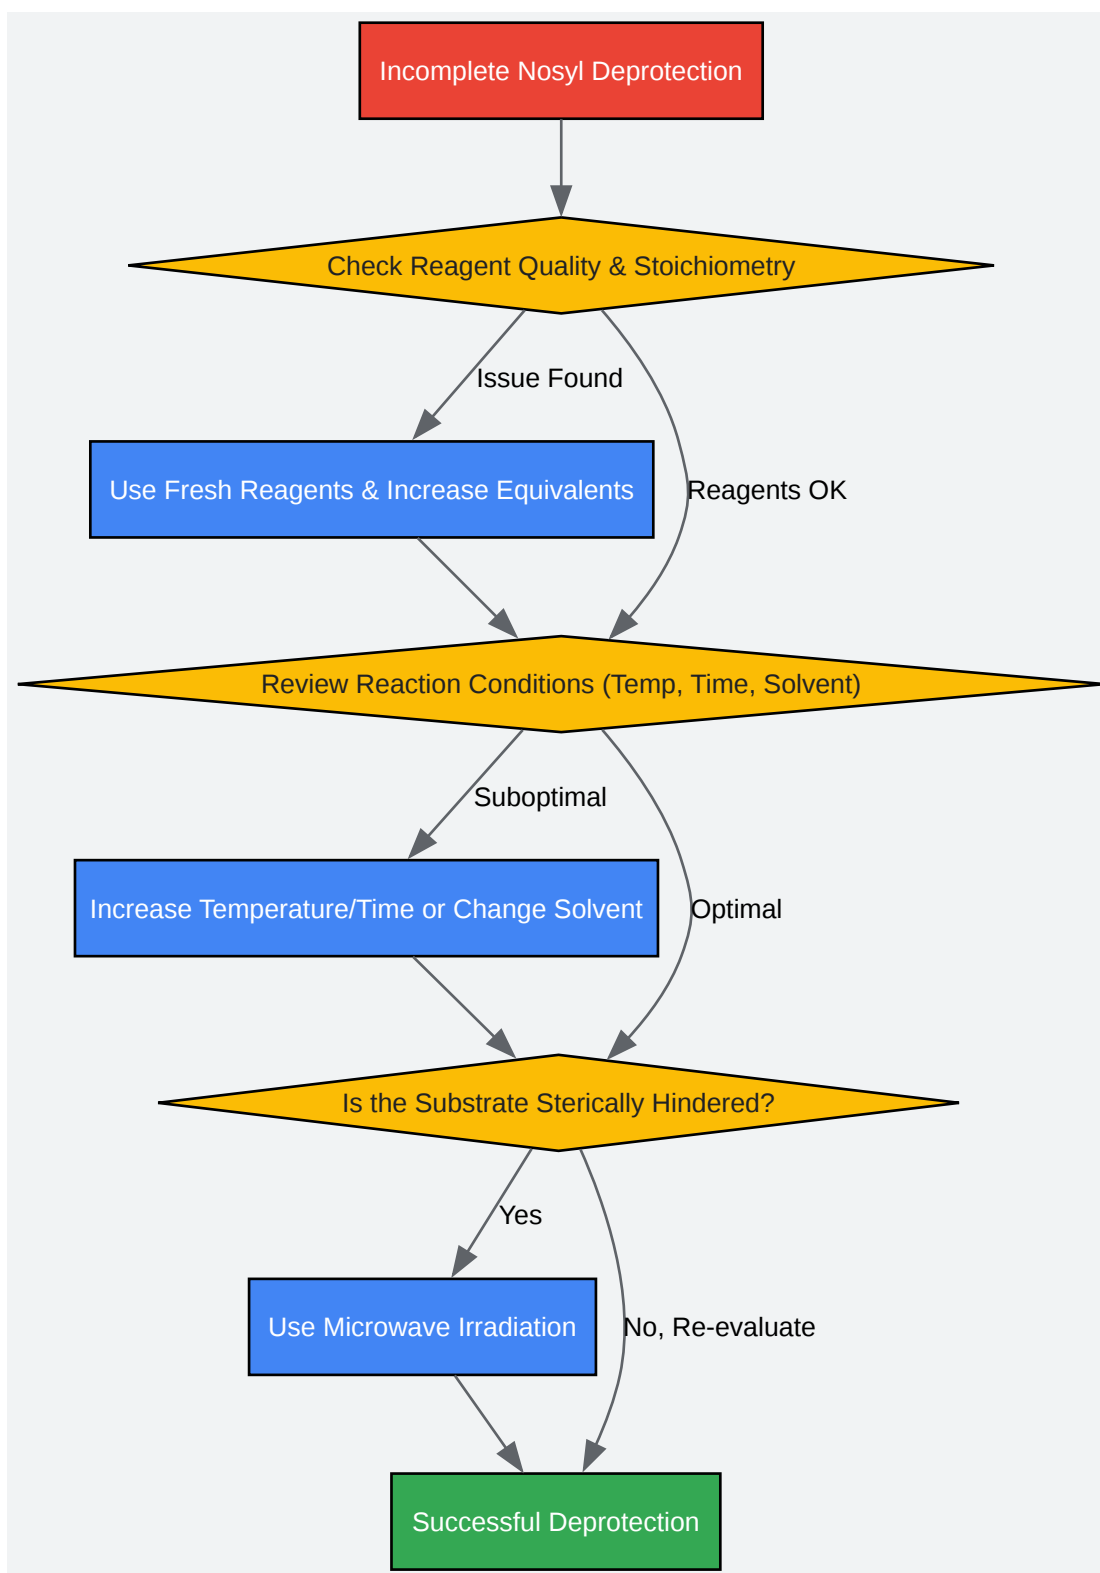 Incomplete Nosyl Deprotection
Check Reagent Quality & Stoichiometry
Issue Found
Use Fresh Reagents & Increase Equivalents
Reagents OK
Review Reaction Conditions (Temp, Time, Solvent)
Suboptimal
Increase Temperature/Time or Change Solvent
Optimal
Is the Substrate Sterically Hindered?
Yes
Use Microwave Irradiation
No, Re-evaluate
Successful Deprotection